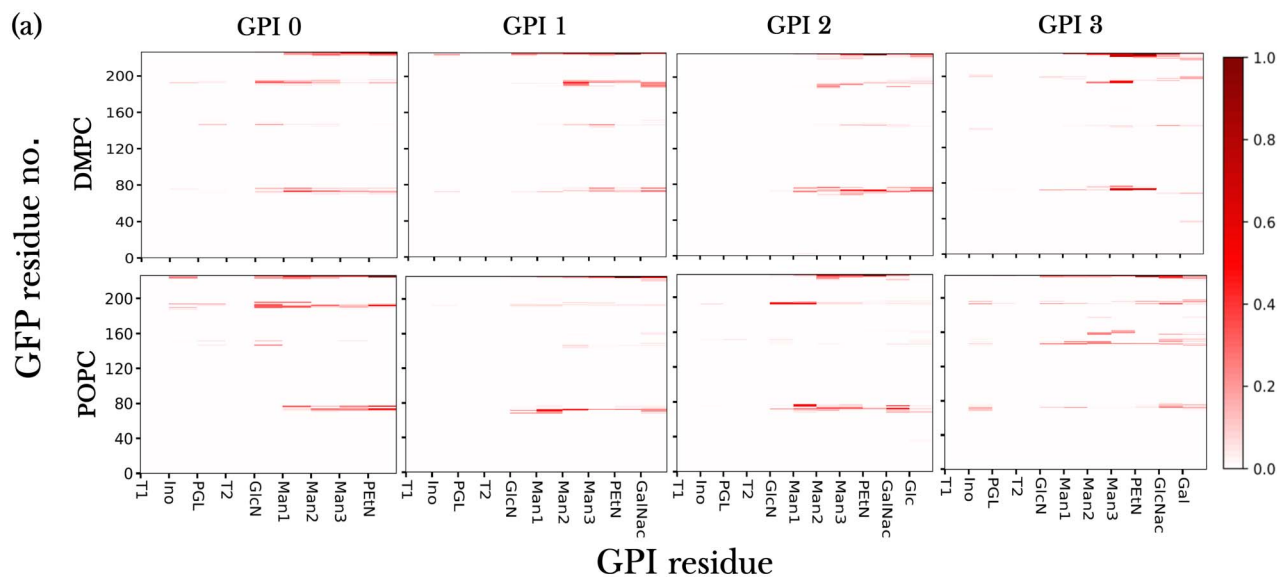 (a)
GPI 0 GPI 1 GPI 2 GPI 3
GFP residue no.
DMPC
200
160
120
80
40
0
POPC
200
160
120
80
40
0
T1 Ino PGL T2 GlcN Man1 Man2 Man3 PEtN
T1 Ino PGL T2 GlcN Man1 Man2 Man3 PEtN GalNac
T1 Ino PGL T2 GlcN Man1 Man2 Man3 PEtN GalNac Glc
T1 Ino PGL T2 GlcN Man1 Man2 Man3 PEtN GlcNac Gal
GPI residue
1.0
0.8
0.6
0.4
0.2
0.0